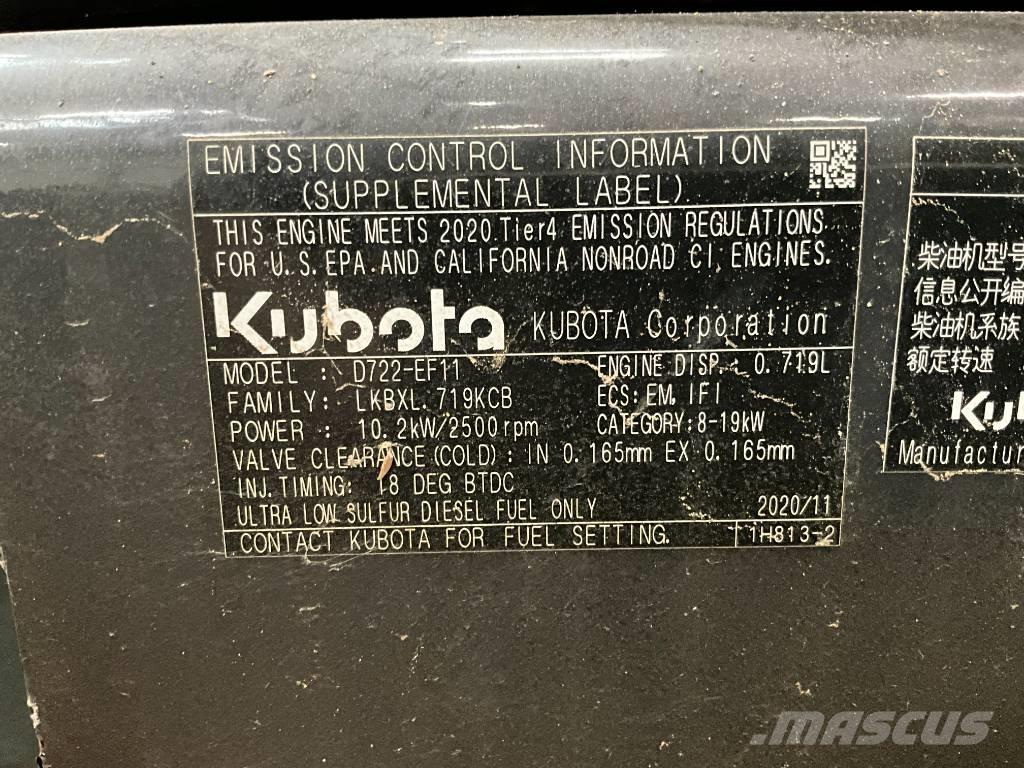 EMISSION CONTROL INFORMATION
(SUPPLEMENTAL LABEL)
THIS ENGINE MEETS 2020 Tier4 EMISSION REGULATIONS
FOR U.S. EPA AND CALIFORNIA NONROAD CI ENGINES.
Kubota KUBOTA Corporation
MODEL : D722-EF11 ENGINE DISP.: 0.719L
FAMILY: LKBXL.719KCB ECS: EM, IFI
POWER : 10.2kW/2500rpm CATEGORY: 8-19kW
VALVE CLEARANCE (COLD) : IN 0.165mm EX 0.165mm
INJ. TIMING: 18 DEG BTDC
ULTRA LOW SULFUR DIESEL FUEL ONLY 2020/11
CONTACT KUBOTA FOR FUEL SETTING. T1H813-2
柴油机型号
信息公开编
柴油机系族
额定转速
Ku
Manufactur
MASCUS